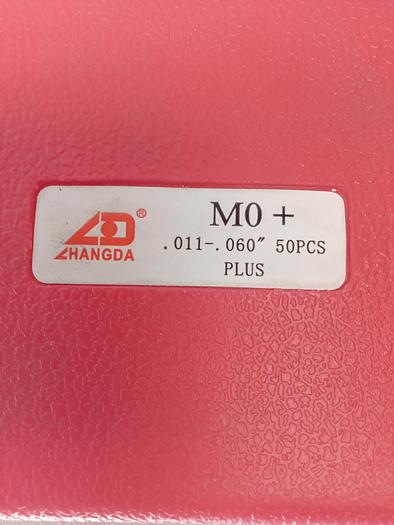 ZHANGDA®
M0 +
.011-.060″ 50PCS
PLUS